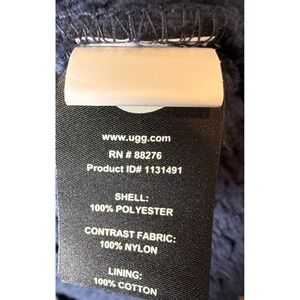 www.ugg.com
RN # 88276
Product ID# 1131491
SHELL:
100% POLYESTER
CONTRAST FABRIC:
100% NYLON
LINING:
100% COTTON